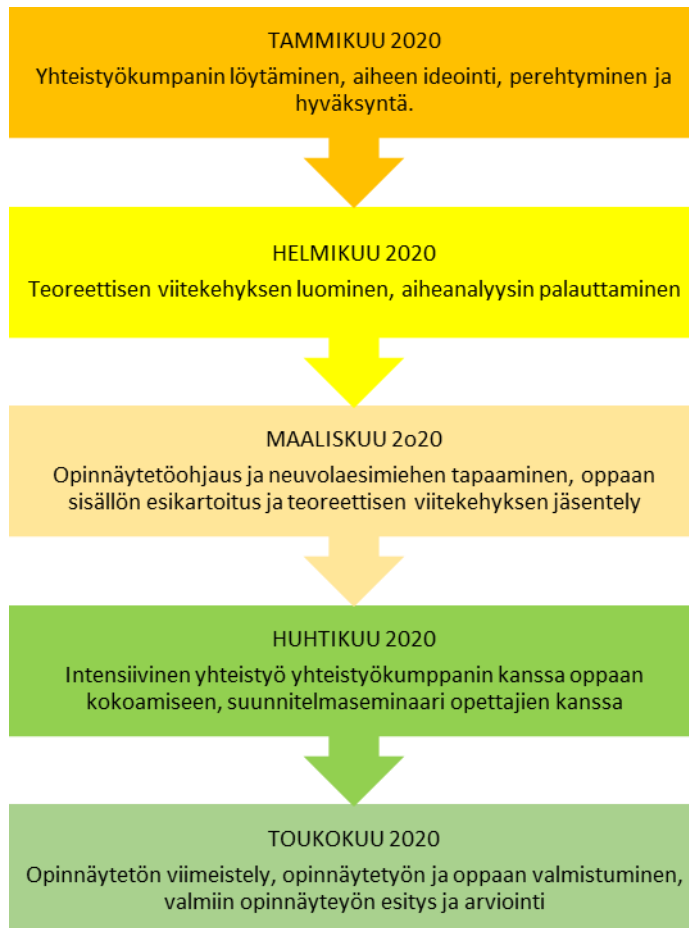 TAMMIKUU 2020
Yhteistyökumpanin löytäminen, aiheen ideointi, perehtyminen ja
hyväksyntä.
HELMIKUU 2020
Teoreettisen viitekehyksen luominen, aiheanalyysin palauttaminen
MAALISKUU 2o20
Opinnäytetöohjaus ja neuvolaesimiehen tapaaminen, oppaan
sisällön esikartoitus ja teoreettisen viitekehyksen jäsentely
HUHTIKUU 2020
Intensiivinen yhteistyö yhteistyökumppanin kanssa oppaan
kokoamiseen, suunnitelmaseminaari opettajien kanssa
TOUKOKUU 2020
Opinnäytetön viimeistely, opinnäytetyön ja oppaan valmistuminen,
valmiin opinnäyteyön esitys ja arviointi